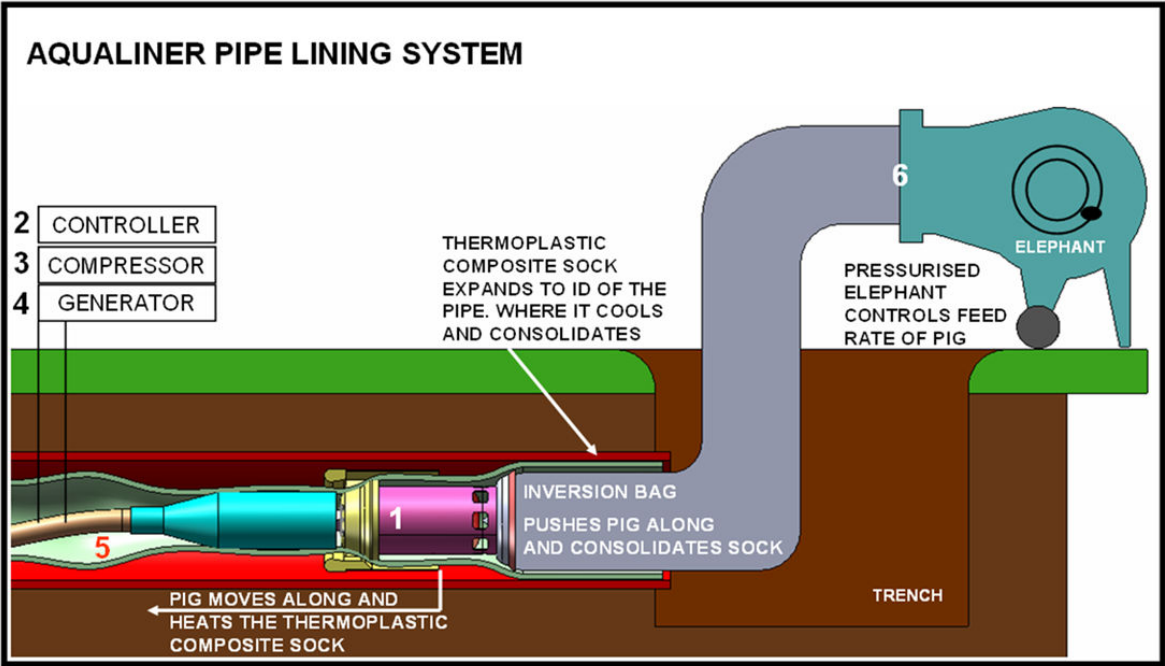 AQUALINER PIPE LINING SYSTEM
2 CONTROLLER
3 COMPRESSOR
4 GENERATOR
THERMOPLASTIC
COMPOSITE SOCK
EXPANDS TO ID OF THE
PIPE. WHERE IT COOLS
AND CONSOLIDATES
6
ELEPHANT
PRESSURISED
ELEPHANT
CONTROLS FEED
RATE OF PIG
1
5
INVERSION BAG
PUSHES PIG ALONG
AND CONSOLIDATES SOCK
TRENCH
PIG MOVES ALONG AND
HEATS THE THERMOPLASTIC
COMPOSITE SOCK